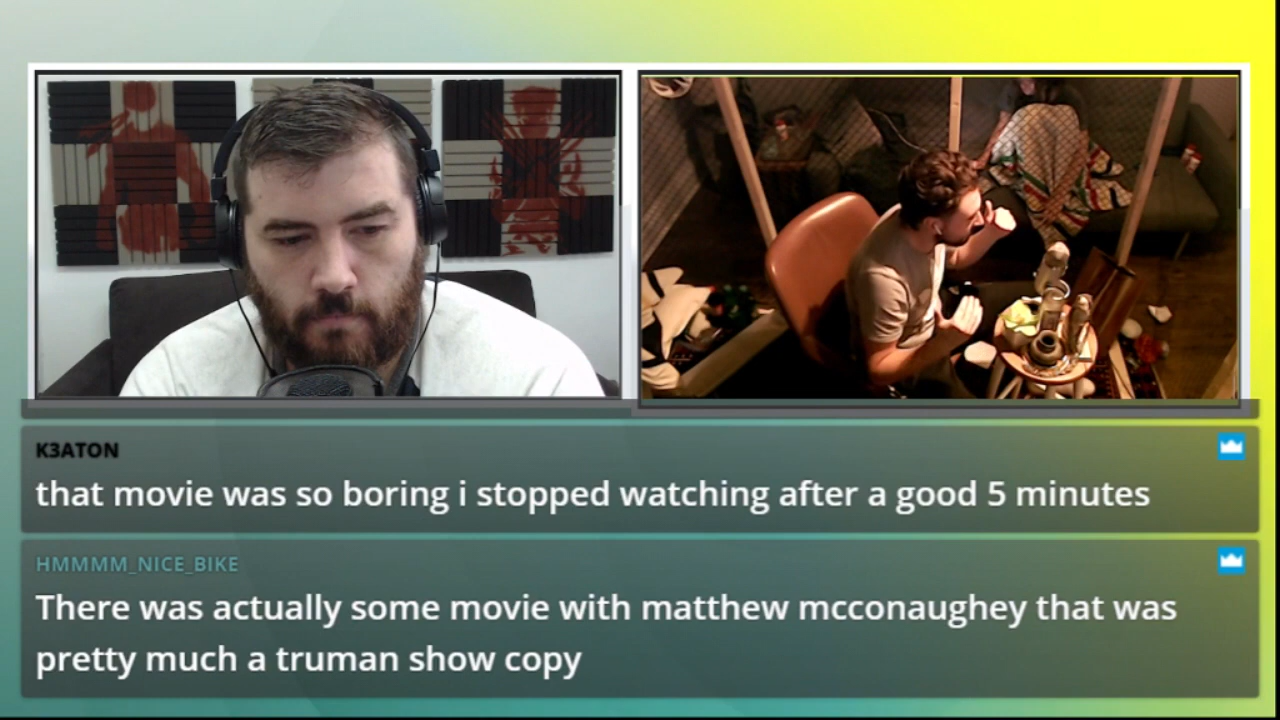 K3ATON
that movie was so boring i stopped watching after a good 5 minutes
HMMMM_NICE_BIKE
There was actually some movie with matthew mcconaughey that was
pretty much a truman show copy